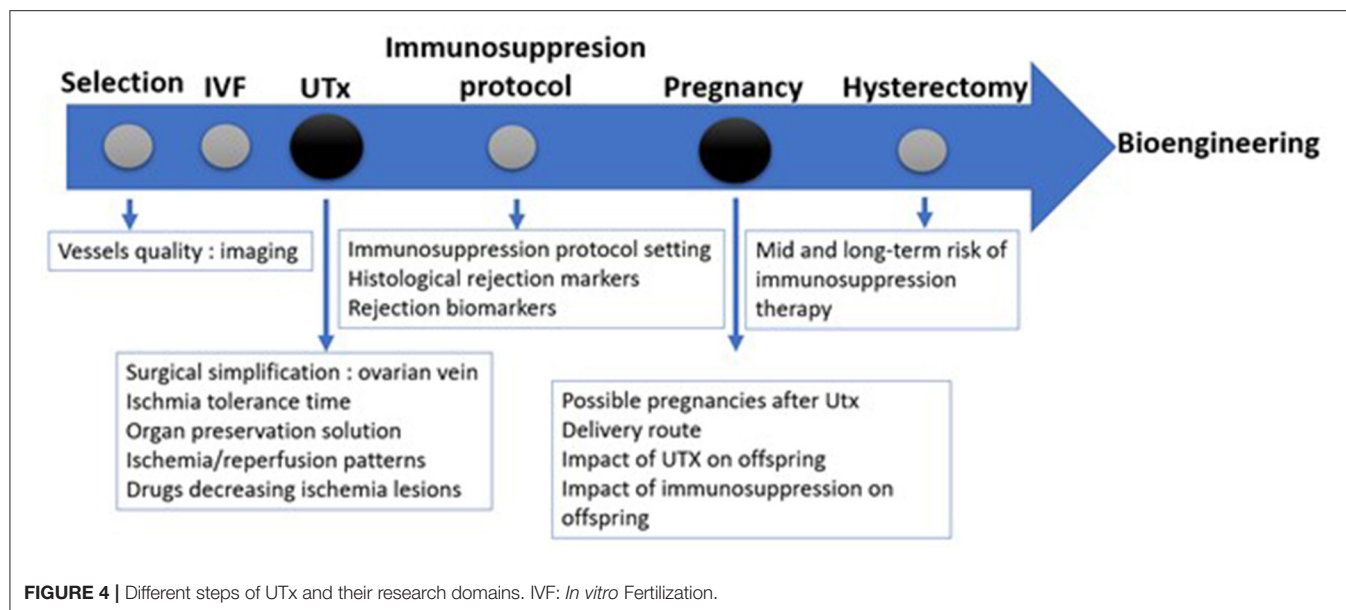 Selection
IVF
UTx
Immunosuppresion
protocol
Pregnancy
Hysterectomy
Bioengineering
Vessels quality : imaging
Immunosuppression protocol setting
Histological rejection markers
Rejection biomarkers
Mid and long-term risk of
immunosuppression
therapy
Surgical simplification : ovarian vein
Ischmia tolerance time
Organ preservation solution
Ischemia/reperfusion patterns
Drugs decreasing ischemia lesions
Possible pregnancies after Utx
Delivery route
Impact of UTX on offspring
Impact of immunosuppression on
offspring
FIGURE 4 | Different steps of UTx and their research domains. IVF: In vitro Fertilization.